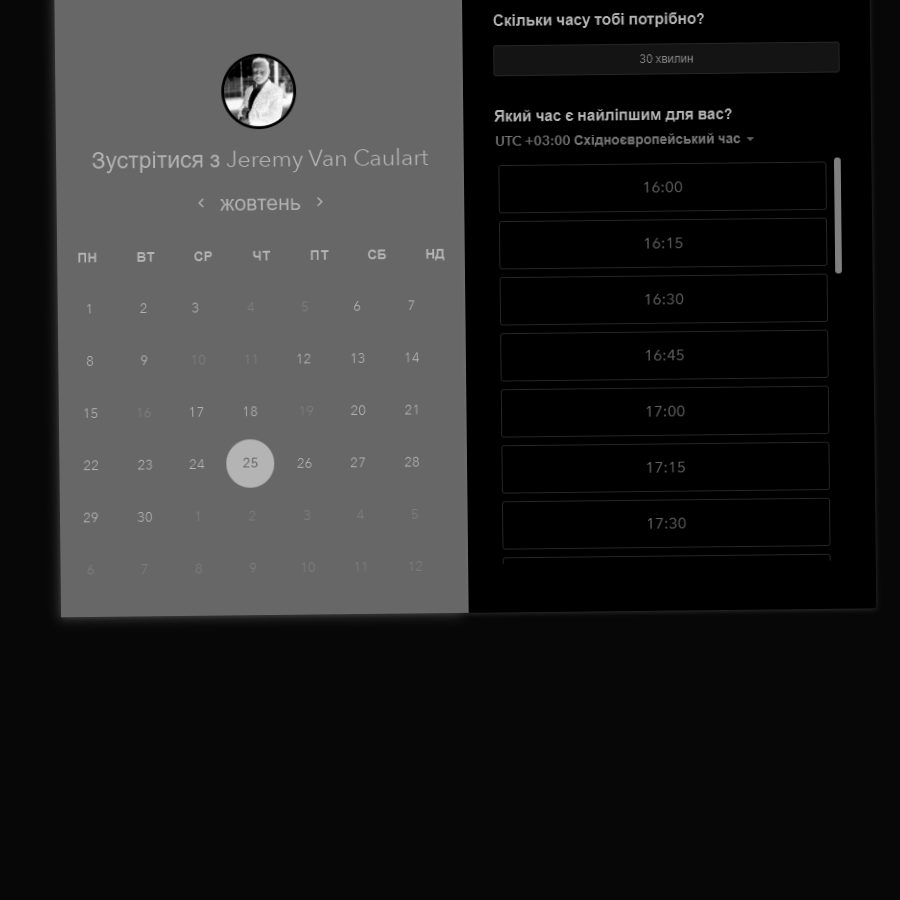 Зустрітися з Jeremy Van Caulart
жовтень
ПН ВТ СР ЧТ ПТ СБ НД
1 2 3 4 5 6 7
8 9 10 11 12 13 14
15 16 17 18 19 20 21
22 23 24 25 26 27 28
29 30 1 2 3 4 5
6 7 8 9 10 11 12
Скільки часу тобі потрібно?
30 хвилин
Який час є найліпшим для вас?
UTC +03:00 Східноєвропейський час
16:00
16:15
16:30
16:45
17:00
17:15
17:30